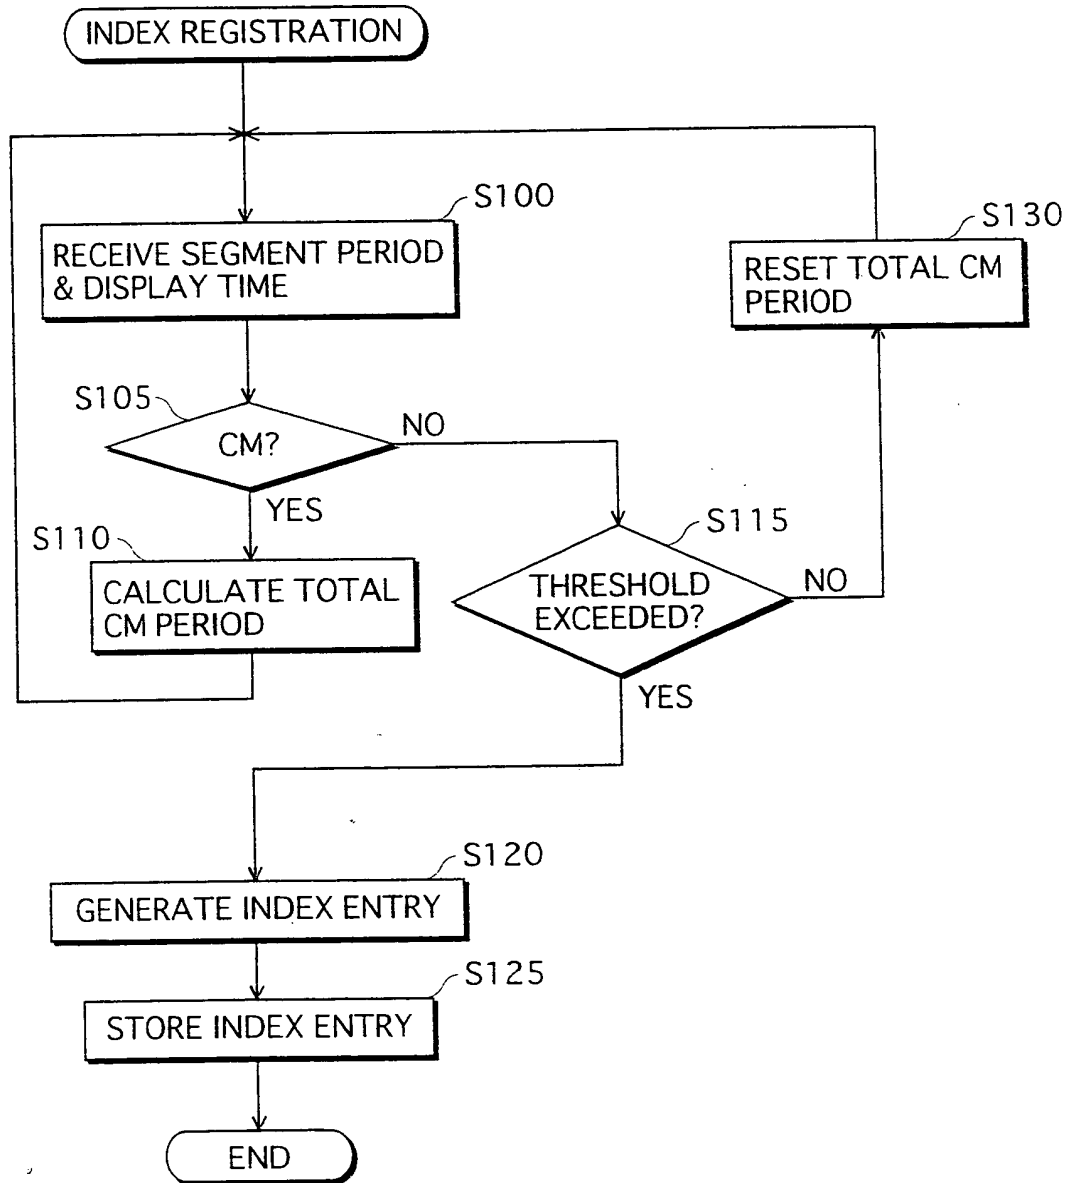 INDEX REGISTRATION
S100
RECEIVE SEGMENT PERIOD
& DISPLAY TIME
S130
RESET TOTAL CM
PERIOD
S105
CM?
NO
YES
S110
CALCULATE TOTAL
CM PERIOD
S115
THRESHOLD
EXCEEDED?
NO
YES
S120
GENERATE INDEX ENTRY
S125
STORE INDEX ENTRY
END